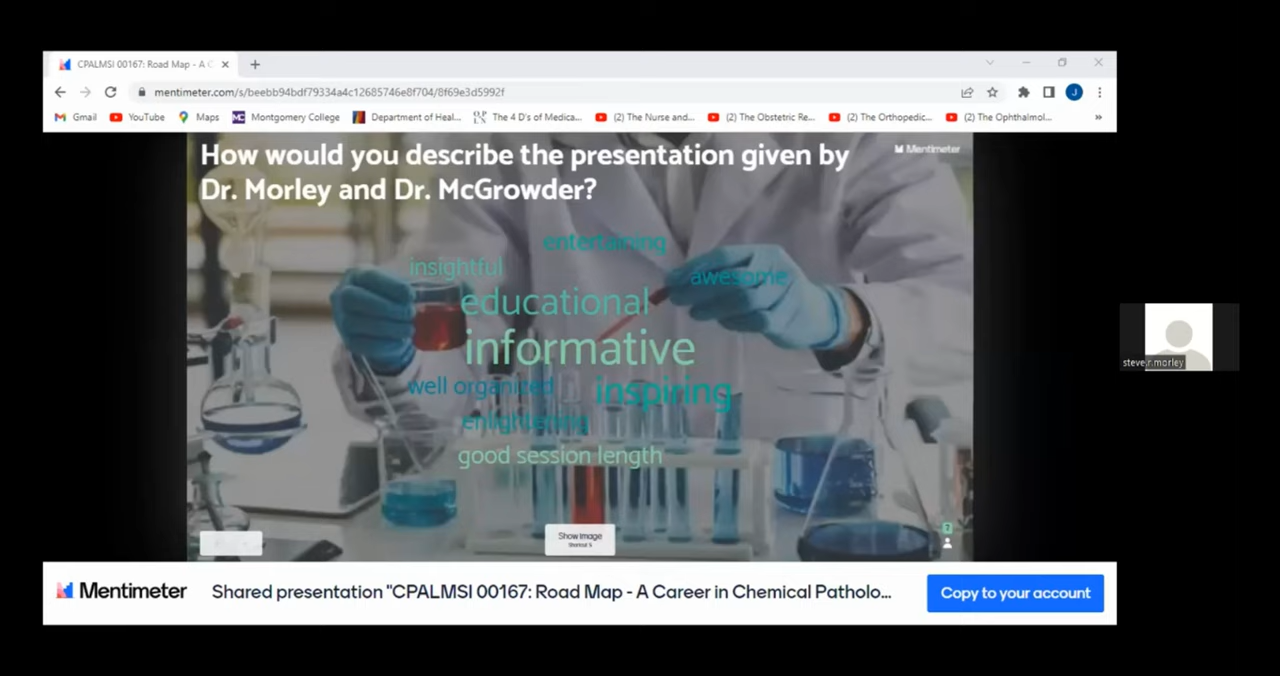 CPALMSI 00167: Road Map - A C
mentimeter.com/s/beebb94bdf79334a4c12685746e8f704/8f69e3d5992f
J
Gmail YouTube Maps MC Montgomery College Department of Heal... The 4 D's of Medica... (2) The Nurse and... (2) The Obstetric Re... (2) The Orthopedic... (2) The Ophthalmol... »
How would you describe the presentation given by
Dr. Morley and Dr. McGrowder?
Mentimeter
entertaining
insightful
awesome
educational
informative
well organized
inspiring
enlightening
good session length
Show image
Shortcut S
?
steve.r.morley
Mentimeter
Shared presentation "CPALMSI 00167: Road Map - A Career in Chemical Patholo...
Copy to your account